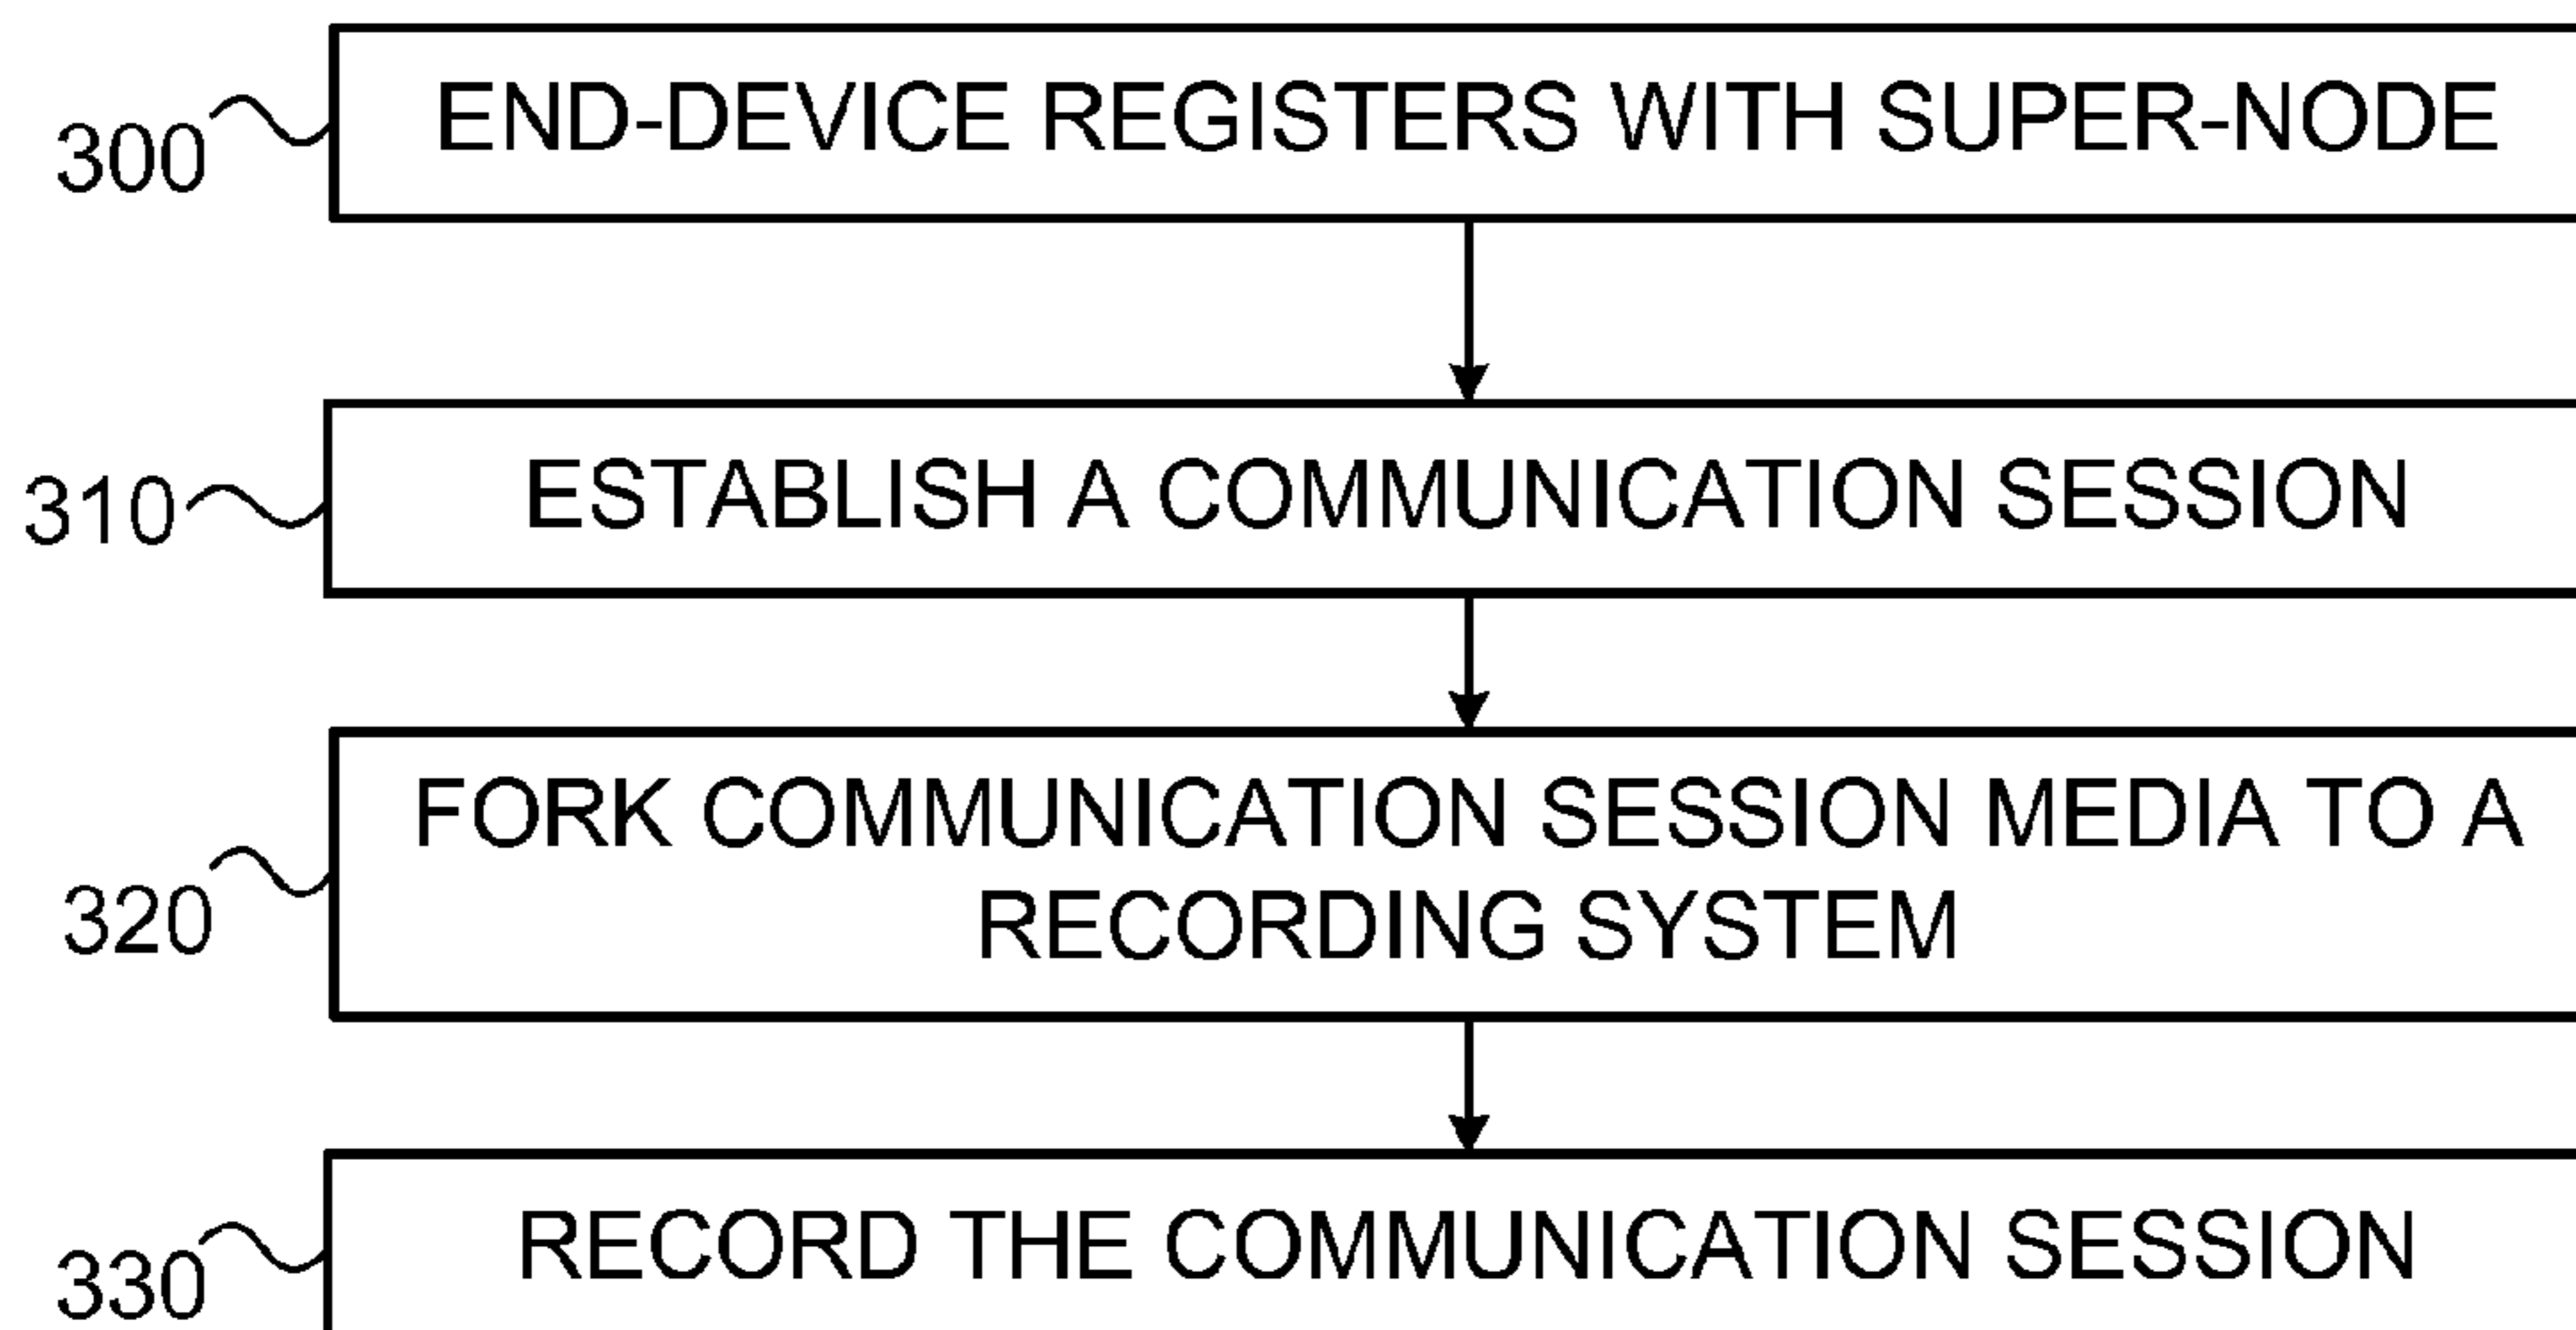 300
END-DEVICE REGISTERS WITH SUPER-NODE
310
ESTABLISH A COMMUNICATION SESSION
320
FORK COMMUNICATION SESSION MEDIA TO A
RECORDING SYSTEM
330
RECORD THE COMMUNICATION SESSION